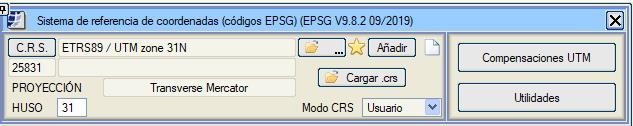 Sistema de referencia de coordenadas (códigos EPSG) (EPSG V9.8.2 09/2019)
C.R.S. ETRS89 / UTM zone 31N ... Añadir
25831
Cargar .crs
PROYECCIÓN Transverse Mercator
HUSO 31 Modo CRS Usuario
Compensaciones UTM
Utilidades